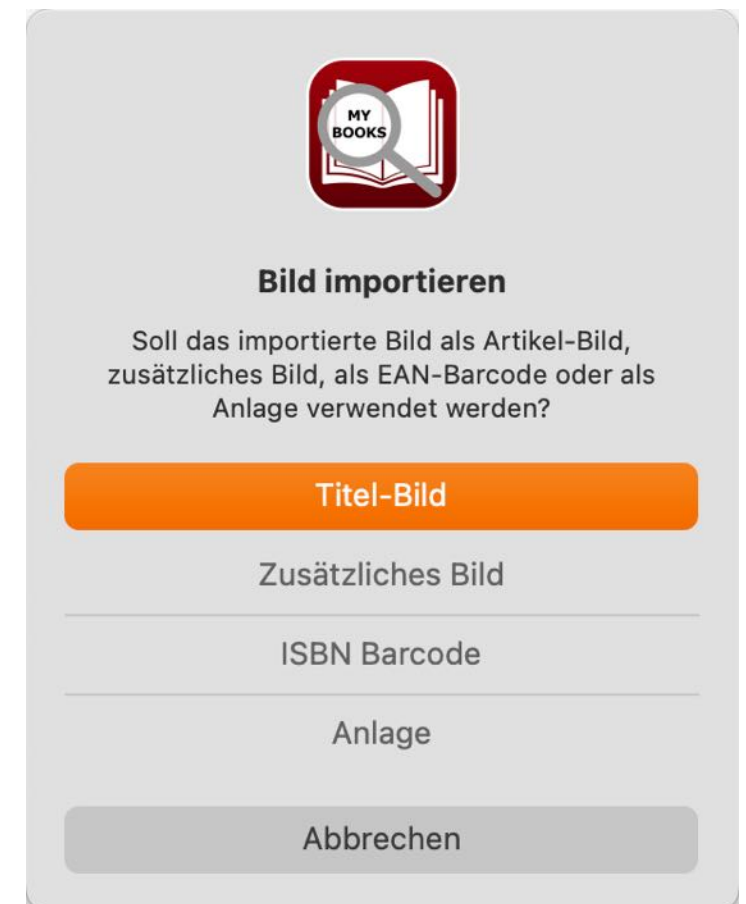 MY
BOOKS
Bild importieren
Soll das importierte Bild als Artikel-Bild,
zusätzliches Bild, als EAN-Barcode oder als
Anlage verwendet werden?
Titel-Bild
Zusätzliches Bild
ISBN Barcode
Anlage
Abbrechen